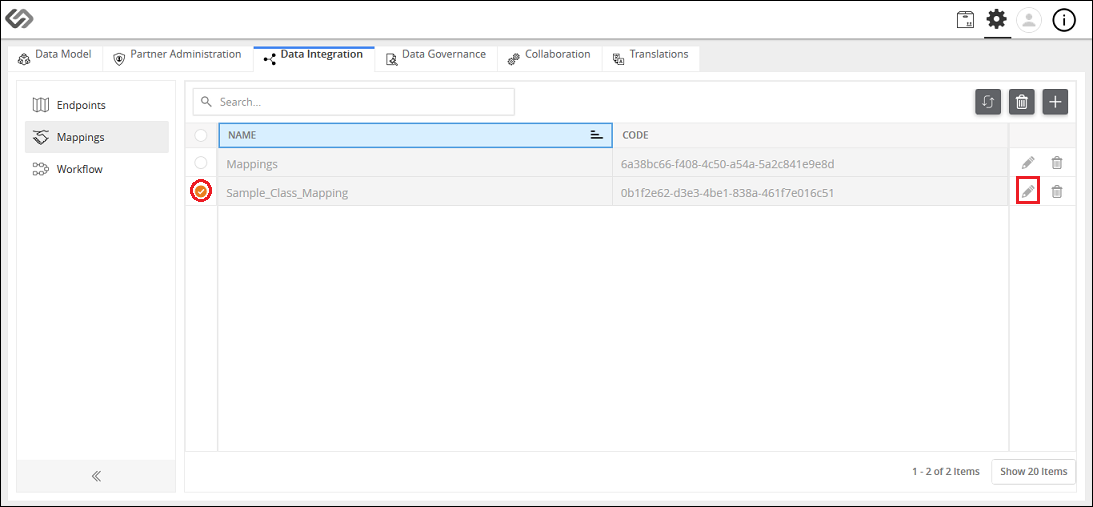 Data Model Partner Administration Data Integration Data Governance Collaboration Translations
Endpoints
Mappings
Workflow
Search...
NAME CODE
Mappings 6a38bc66-f408-4c50-a54a-5a2c841e9e8d
Sample_Class_Mapping 0b1f2e62-d3e3-4be1-838a-461f7e016c51
1 - 2 of 2 Items Show 20 Items